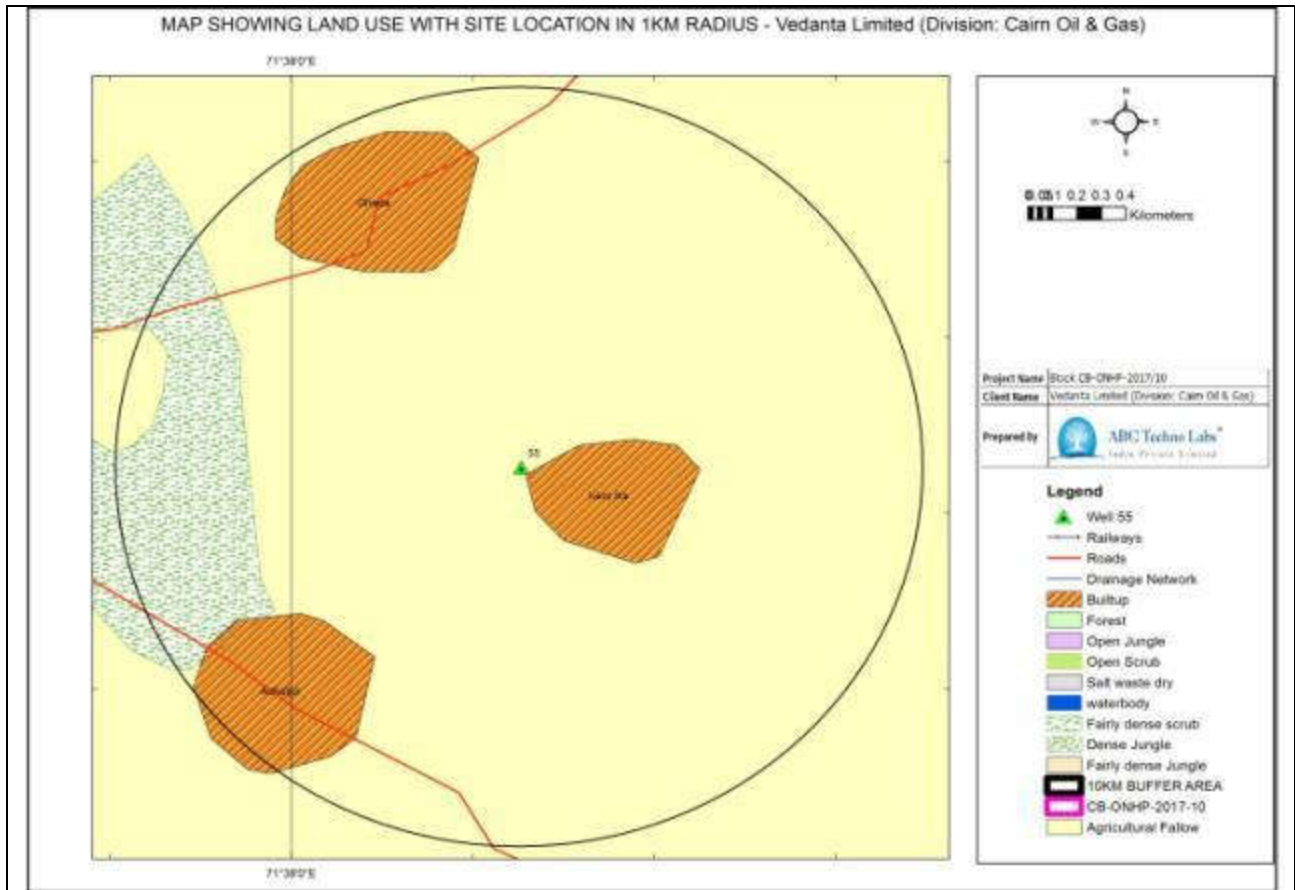 MAP SHOWING LAND USE WITH SITE LOCATION IN 1KM RADIUS - Vedanta Limited (Division: Cairn Oil & Gas)
71°38'0"E
N
W E
S
0.2 0.3 0.4
Kilometers
55
Project Name Block CB-ONHP-2017/10
Client Name Vedanta Limited (Division: Cairn Oil & Gas)
Prepared by ABC Techno Labs
India Private Limited
Legend
Well 55
Railways
Roads
Drainage Network
Builtup
Forest
Open Jungle
Open Scrub
Salt waste dry
waterbody
Fairly dense scrub
Dense Jungle
Fairly dense Jungle
10KM BUFFER AREA
CB-ONHP-2017-10
Agricultural Fallow
71°38'0"E